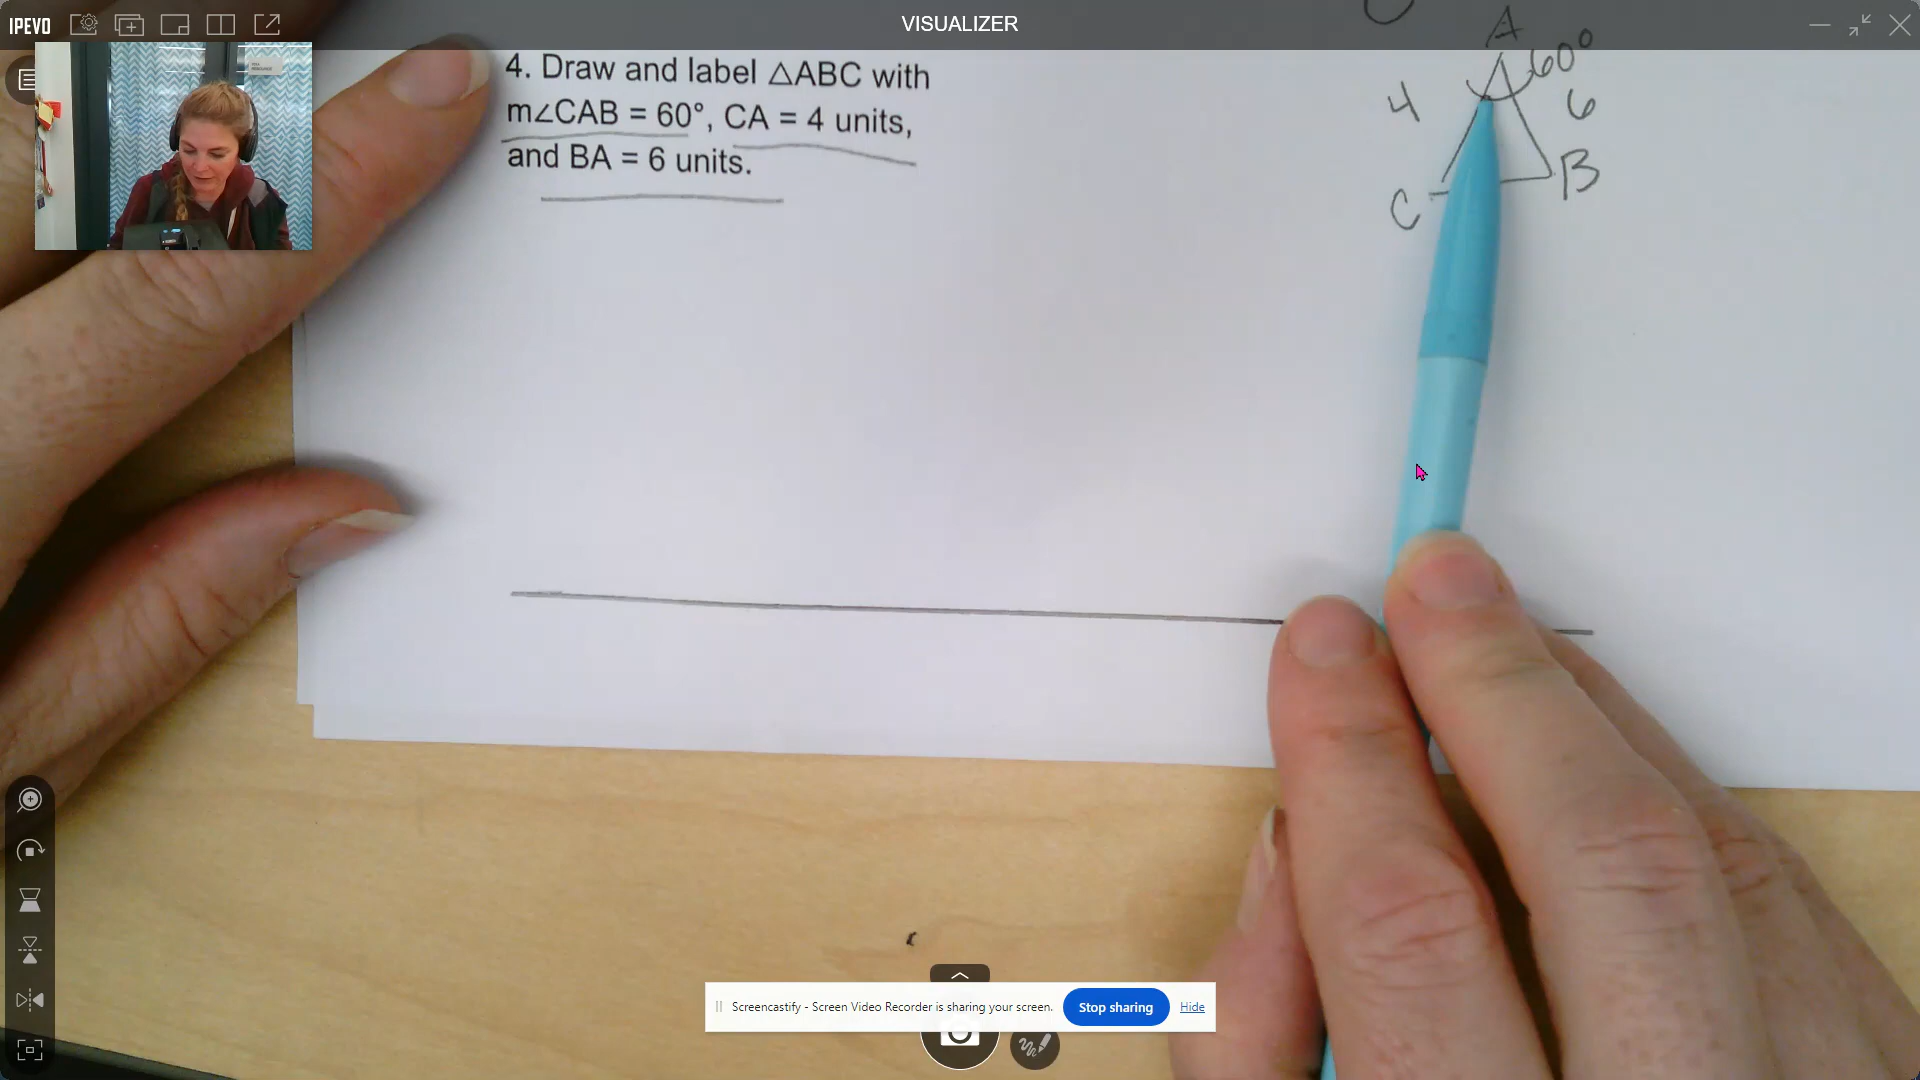 IPEVO
VISUALIZER
4. Draw and label △ABC with
m∠CAB = 60°, CA = 4 units,
and BA = 6 units.
A
60°
4
6
B
C
Screencastify - Screen Video Recorder is sharing your screen.
Stop sharing
Hide